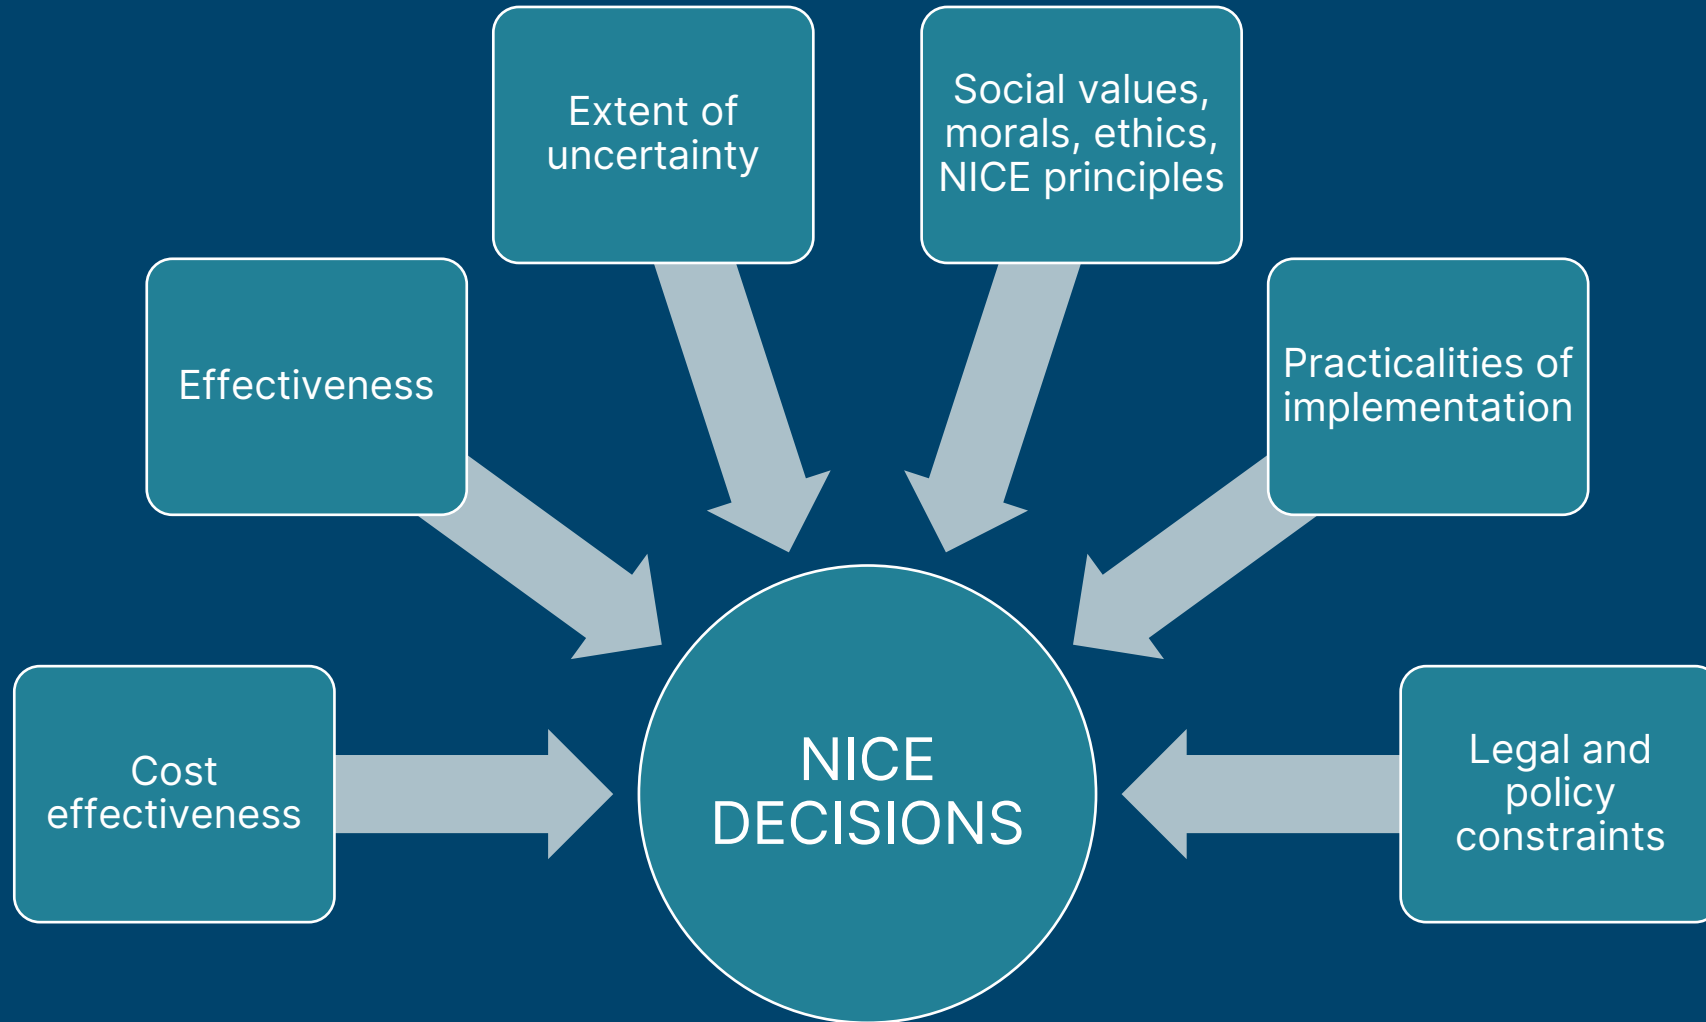 Extent of
uncertainty
Social values,
morals, ethics,
NICE principles
Effectiveness
Practicalities of
implementation
Cost
effectiveness
NICE
DECISIONS
Legal and
policy
constraints